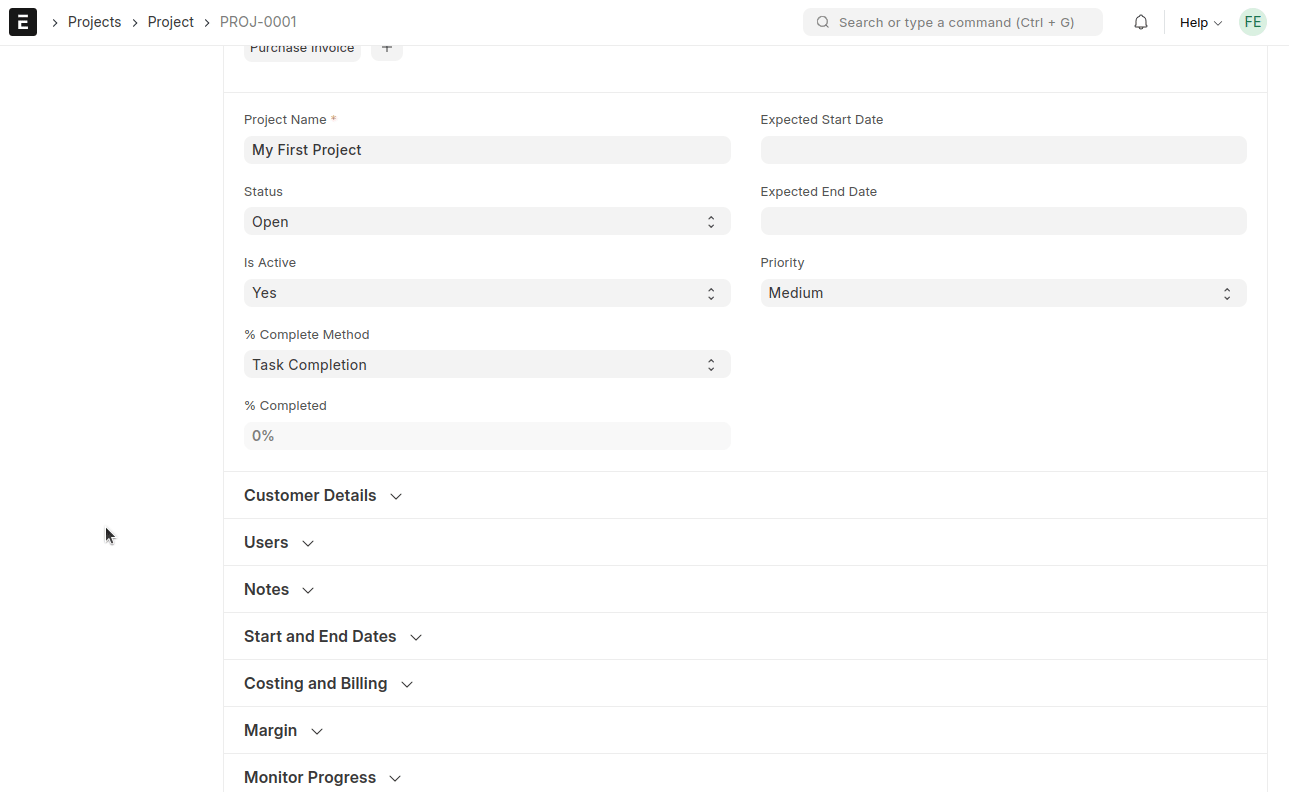 Projects
Project
PROJ-0001
Search or type a command (Ctrl + G)
Help
FE
Purchase Invoice
Project Name *
My First Project
Expected Start Date
Status
Open
Expected End Date
Is Active
Yes
Priority
Medium
% Complete Method
Task Completion
% Completed
0%
Customer Details
Users
Notes
Start and End Dates
Costing and Billing
Margin
Monitor Progress